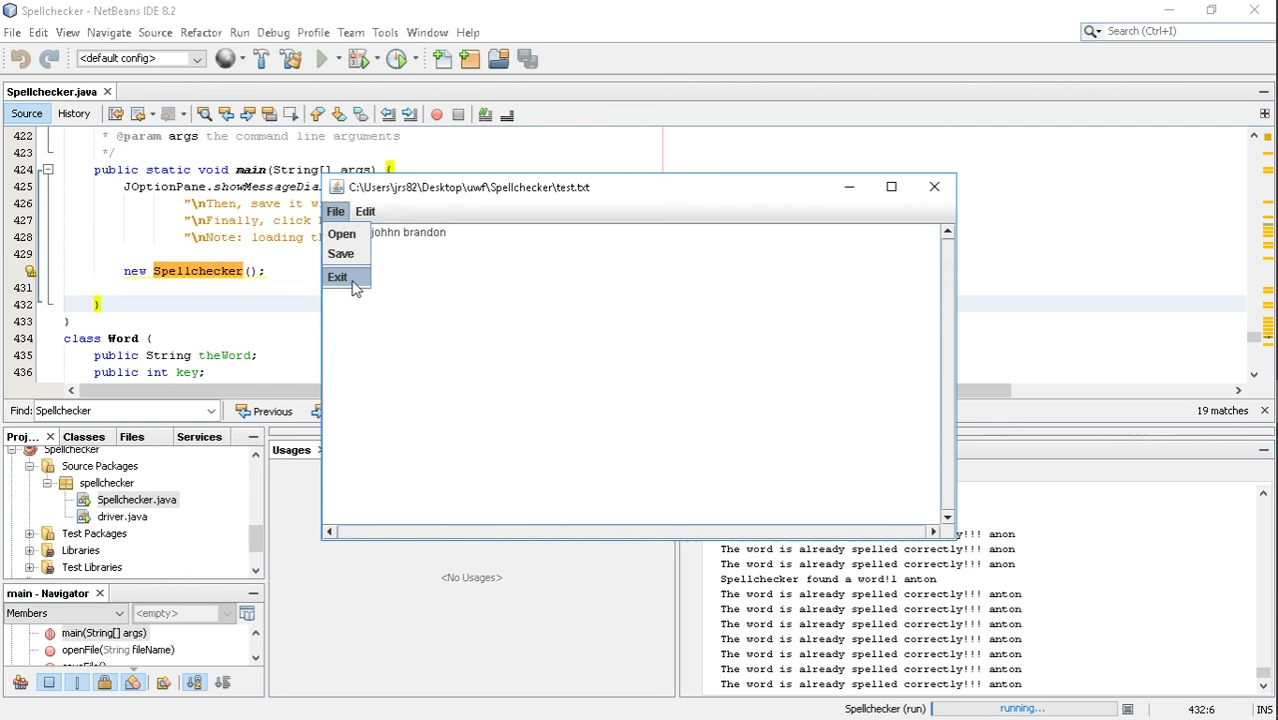 Spellchecker - NetBeans IDE 8.2
File Edit View Navigate Source Refactor Run Debug Profile Team Tools Window Help
Search (Ctrl+I)
<default config>
Spellchecker.java
Source History
422 * @param args the command line arguments
423 */
424 public static void main(String[] args) {
425 JOptionPane.showMessageDia
426 "\nThen, save it w
427 "\nFinally, click
428 "\nNote: loading th
429
new Spellchecker();
431
432 }
433 }
434 class Word {
435 public String theWord;
436 public int key;
C:\Users\jrs82\Desktop\uwf\Spellchecker\test.txt
File Edit
Open
Save
Exit
johhn brandon
Find: Spellchecker
Previous
19 matches
Proj... Classes Files Services
Spellchecker
Source Packages
spellchecker
Spellchecker.java
driver.java
Test Packages
Libraries
Test Libraries
main - Navigator
Members <empty>
main(String[] args)
openFile(String fileName)
Usages
<No Usages>
The word is already spelled correctly!!! anon
The word is already spelled correctly!!! anon
The word is already spelled correctly!!! anon
Spellchecker found a word!1 anton
The word is already spelled correctly!!! anton
The word is already spelled correctly!!! anton
The word is already spelled correctly!!! anton
The word is already spelled correctly!!! anton
The word is already spelled correctly!!! anton
The word is already spelled correctly!!! anton
The word is already spelled correctly!!! anton
Spellchecker (run) running... 432:6 INS